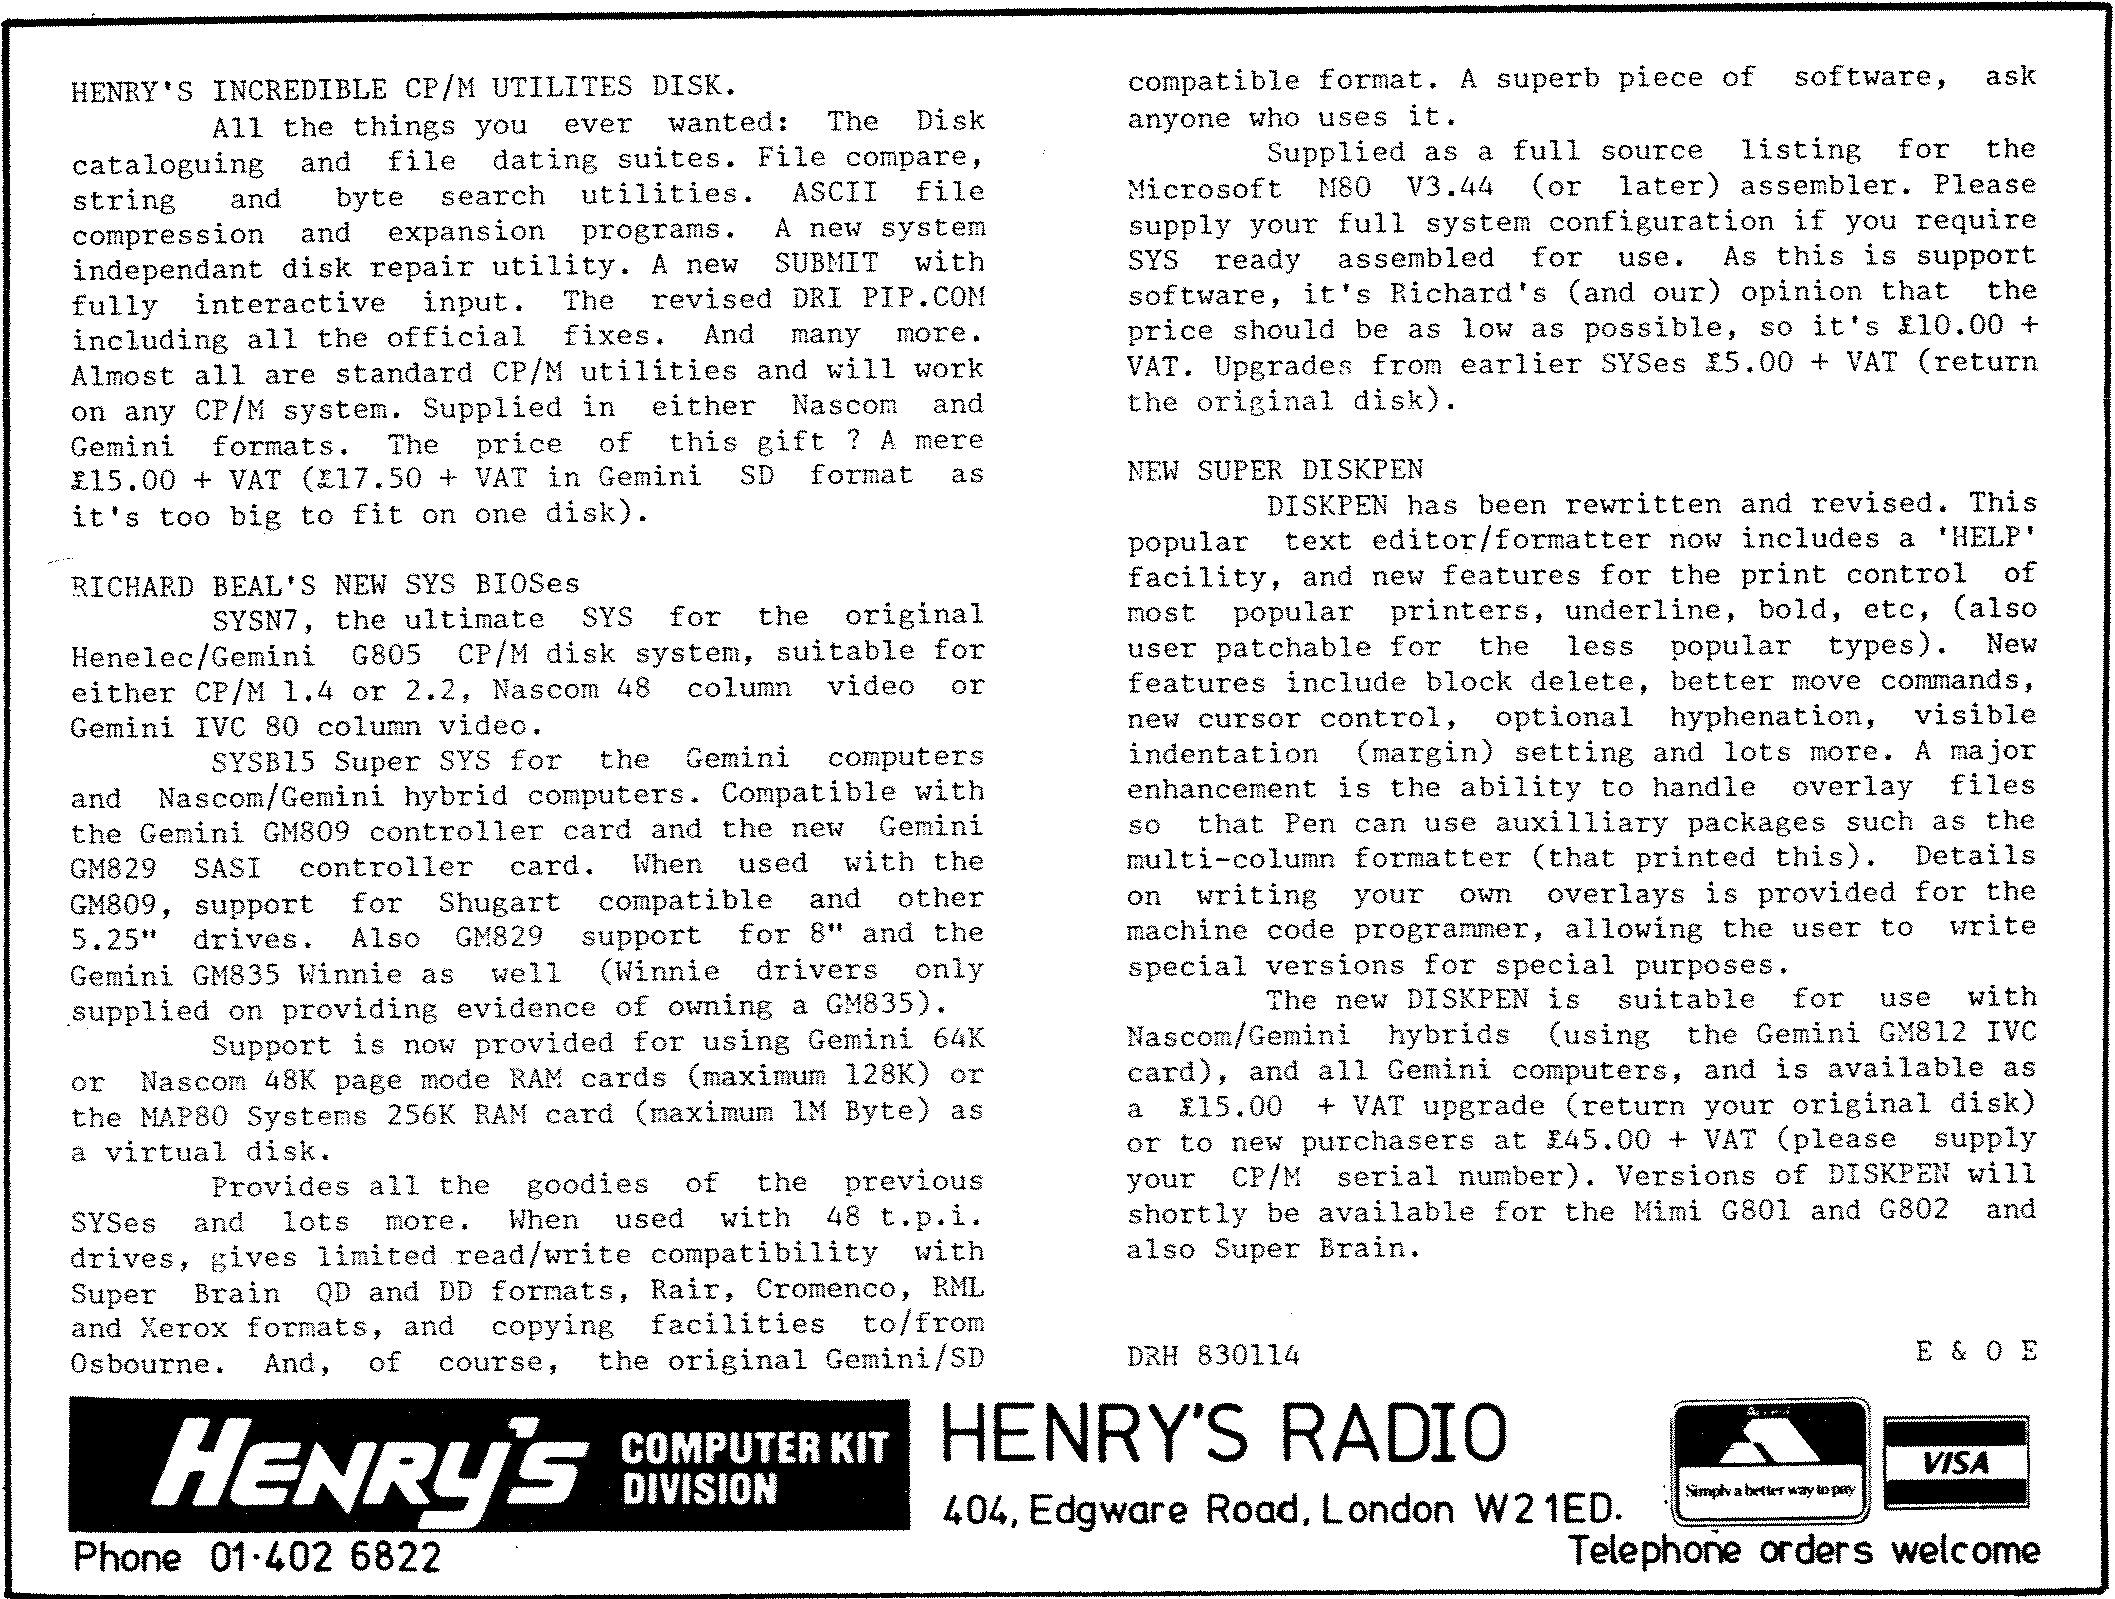 HENRY'S INCREDIBLE CP/M UTILITES DISK.
All the things you ever wanted: The Disk
cataloguing and file dating suites. File compare,
string and byte search utilities. ASCII file
compression and expansion programs. A new system
independant disk repair utility. A new SUBMIT with
fully interactive input. The revised DRI PIP.COM
including all the official fixes. And many more.
Almost all are standard CP/M utilities and will work
on any CP/M system. Supplied in either Nascom and
Gemini formats. The price of this gift ? A mere
£15.00 + VAT (£17.50 + VAT in Gemini SD format as
it's too big to fit on one disk).
RICHARD BEAL'S NEW SYS BIOSes
SYSN7, the ultimate SYS for the original
Henelec/Gemini G805 CP/M disk system, suitable for
either CP/M 1.4 or 2.2, Nascom 48 column video or
Gemini IVC 80 column video.
SYSB15 Super SYS for the Gemini computers
and Nascom/Gemini hybrid computers. Compatible with
the Gemini GM809 controller card and the new Gemini
GM829 SASI controller card. When used with the
GM809, support for Shugart compatible and other
5.25" drives. Also GM829 support for 8" and the
Gemini GM835 Winnie as well (Winnie drivers only
supplied on providing evidence of owning a GM835).
Support is now provided for using Gemini 64K
or Nascom 48K page mode RAM cards (maximum 128K) or
the MAP80 Systems 256K RAM card (maximum 1M Byte) as
a virtual disk.
Provides all the goodies of the previous
SYSes and lots more. When used with 48 t.p.i.
drives, gives limited read/write compatibility with
Super Brain QD and DD formats, Rair, Cromenco, RML
and Xerox formats, and copying facilities to/from
Osbourne. And, of course, the original Gemini/SD
compatible format. A superb piece of software, ask
anyone who uses it.
Supplied as a full source listing for the
Microsoft M80 V3.44 (or later) assembler. Please
supply your full system configuration if you require
SYS ready assembled for use. As this is support
software, it's Richard's (and our) opinion that the
price should be as low as possible, so it's £10.00 +
VAT. Upgrades from earlier SYSes £5.00 + VAT (return
the original disk).
NEW SUPER DISKPEN
DISKPEN has been rewritten and revised. This
popular text editor/formatter now includes a 'HELP'
facility, and new features for the print control of
most popular printers, underline, bold, etc, (also
user patchable for the less popular types). New
features include block delete, better move commands,
new cursor control, optional hyphenation, visible
indentation (margin) setting and lots more. A major
enhancement is the ability to handle overlay files
so that Pen can use auxilliary packages such as the
multi-column formatter (that printed this). Details
on writing your own overlays is provided for the
machine code programmer, allowing the user to write
special versions for special purposes.
The new DISKPEN is suitable for use with
Nascom/Gemini hybrids (using the Gemini GM812 IVC
card), and all Gemini computers, and is available as
a £15.00 + VAT upgrade (return your original disk)
or to new purchasers at £45.00 + VAT (please supply
your CP/M serial number). Versions of DISKPEN will
shortly be available for the Mimi G801 and G802 and
also Super Brain.
DRH 830114 E & O E
HENRY'S COMPUTER KIT
DIVISION
HENRY'S RADIO
404, Edgware Road, London W2 1ED.
Simply a better way to pay
VISA
Phone 01·402 6822
Telephone orders welcome